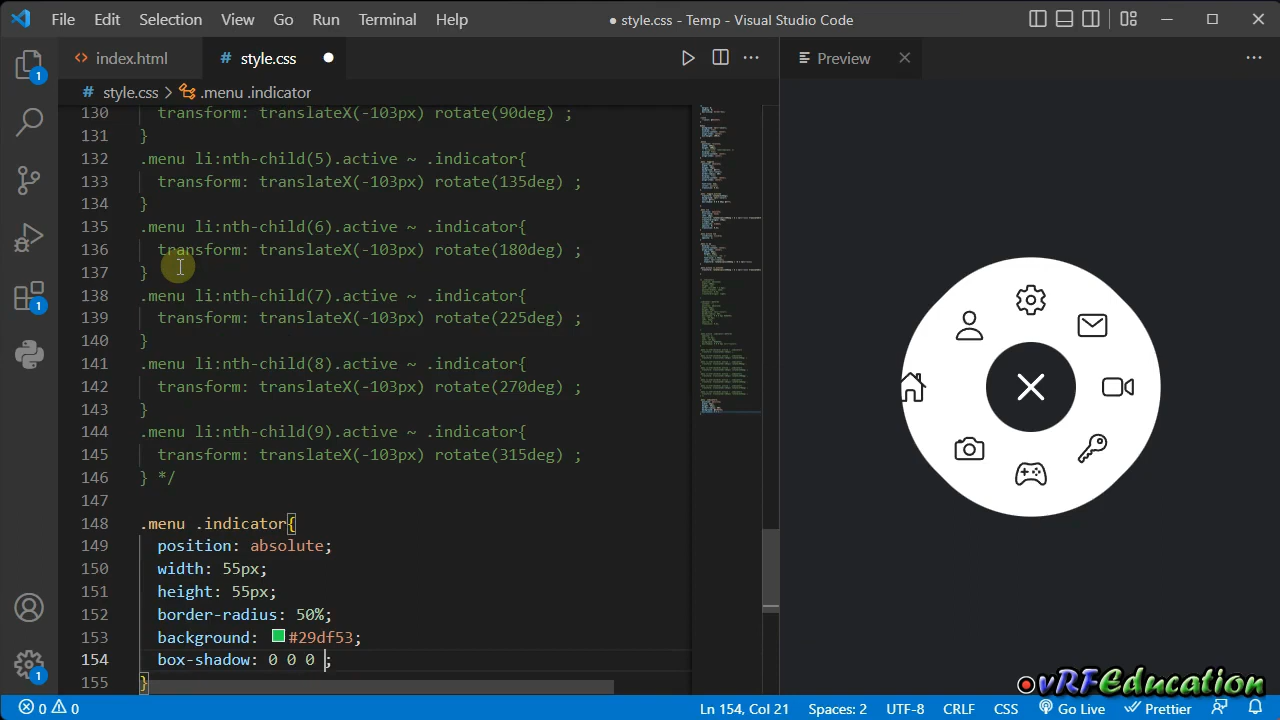 File Edit Selection View Go Run Terminal Help
● style.css - Temp - Visual Studio Code
index.html
# style.css
Preview
# style.css > .menu .indicator
130 transform: translateX(-103px) rotate(90deg) ;
131 }
132 .menu li:nth-child(5).active ~ .indicator{
133 transform: translateX(-103px) rotate(135deg) ;
134 }
135 .menu li:nth-child(6).active ~ .indicator{
136 transform: translateX(-103px) rotate(180deg) ;
137 }
138 .menu li:nth-child(7).active ~ .indicator{
139 transform: translateX(-103px) rotate(225deg) ;
140 }
141 .menu li:nth-child(8).active ~ .indicator{
142 transform: translateX(-103px) rotate(270deg) ;
143 }
144 .menu li:nth-child(9).active ~ .indicator{
145 transform: translateX(-103px) rotate(315deg) ;
146 } */
147
148 .menu .indicator{
149 position: absolute;
150 width: 55px;
151 height: 55px;
152 border-radius: 50%;
153 background: #29df53;
154 box-shadow: 0 0 0 ;
155 }
1
1
1
vRFEducation
0 0
Ln 154, Col 21 Spaces: 2 UTF-8 CRLF CSS Go Live Prettier